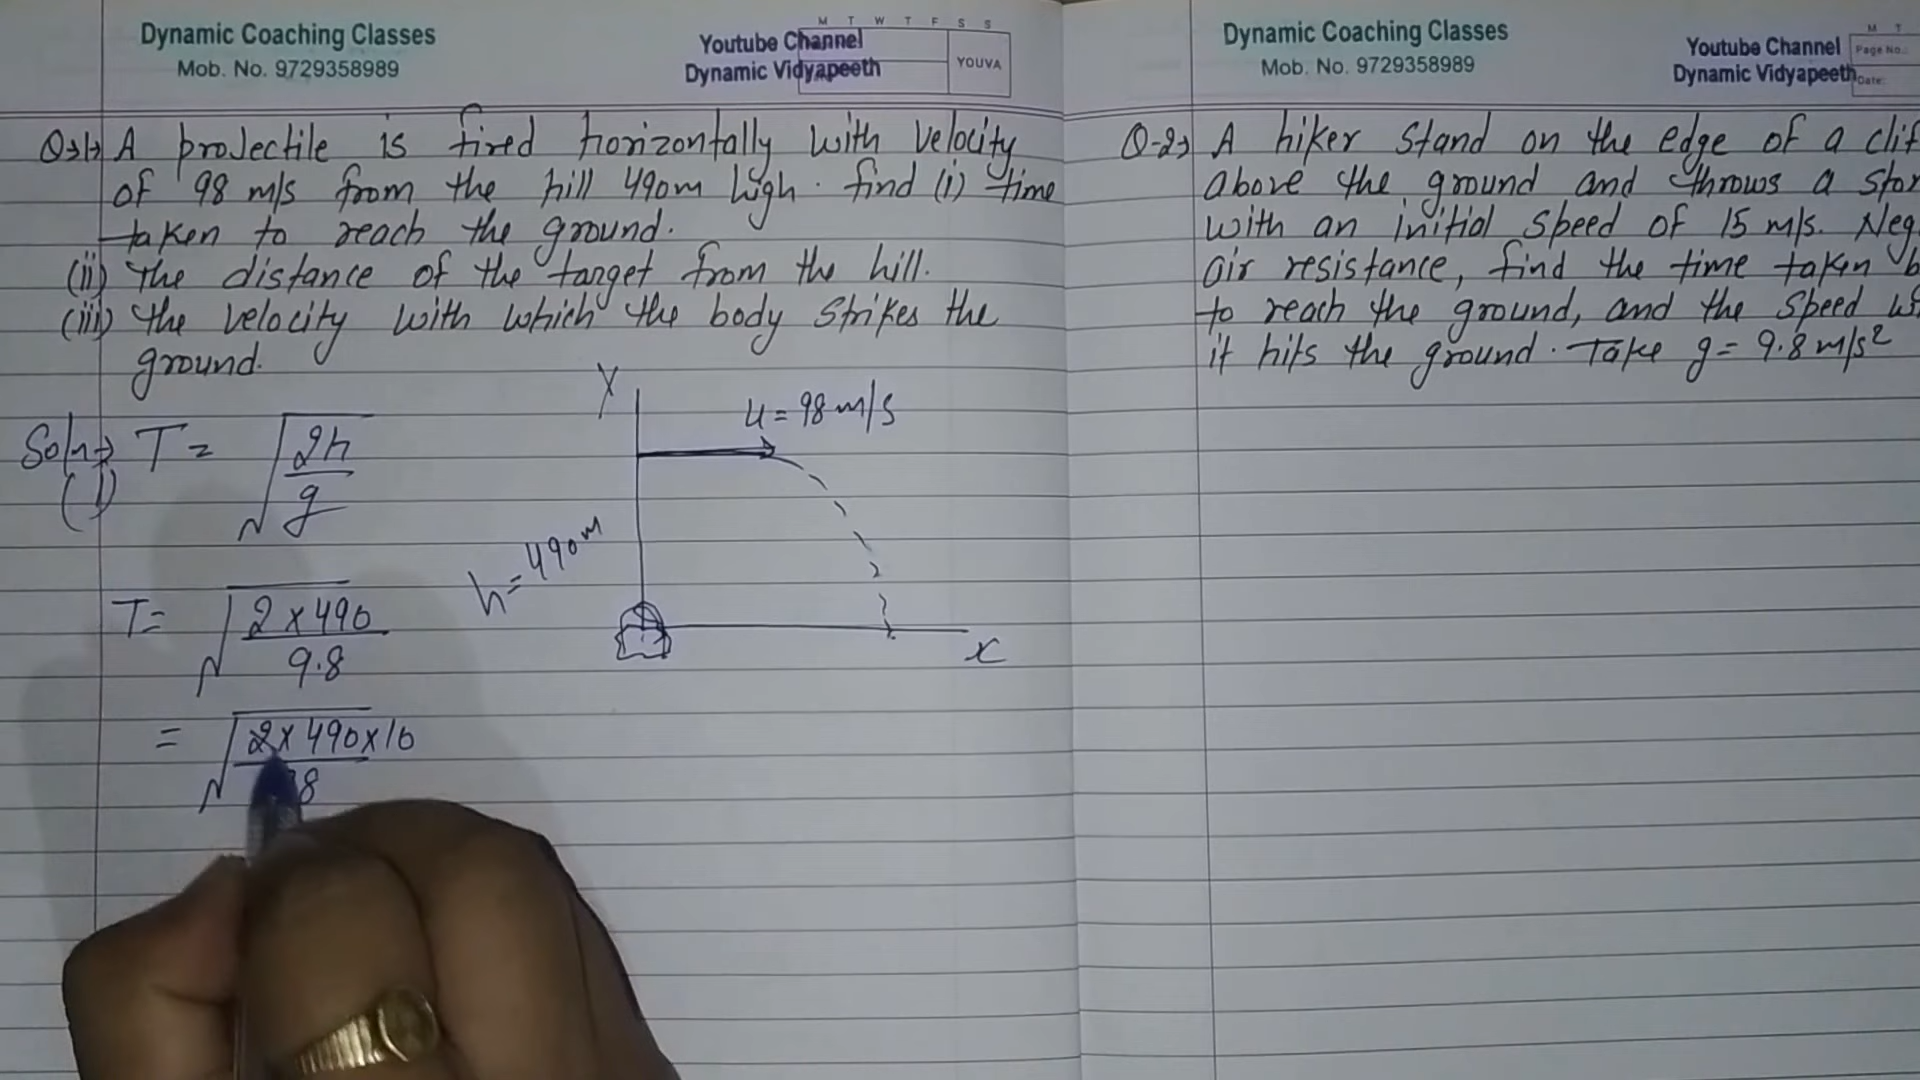 Dynamic Coaching Classes
Mob. No. 9729358989
M T W T F S S
Youtube Channel
Dynamic Vidyapeeth
YOUVA
Q→1→ A projectile is fired horizontally with velocity
of 98 m/s from the hill 490m high. find (i) time
taken to reach the ground.
(ii) the distance of the target from the hill.
(iii) the velocity with which the body strikes the
ground.
Soln→ T = √2h/g
(i)
T = √2×490/9.8
= √2×490×10/98
Y
u = 98 m/s
h = 490m
x
Dynamic Coaching Classes
Mob. No. 9729358989
M T
Youtube Channel
Dynamic Vidyapeeth
Page No.:
Date:
Q-2→ A hiker stand on the edge of a clif
above the ground and throws a
with an initial speed of 15 m/s. Neg
air resistance, find the time taken b
to reach the ground, and the speed
it hits the ground. Take g = 9.8 m/s²